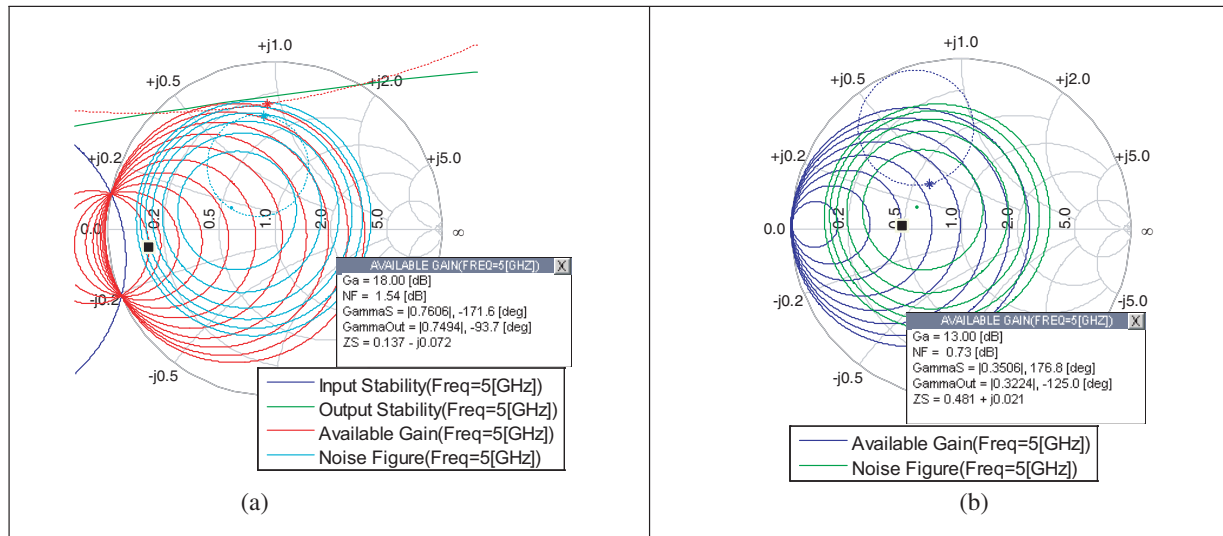 +j1.0
+j0.5
+j2.0
+j0.2
+j5.0
0.0
0.2
0.5
1.0
2.0
5.0
∞
-j0.2
-j0.5
AVAILABLE GAIN(FREQ=5[GHZ]) X
Ga = 18.00 [dB]
NF = 1.54 [dB]
GammaS = |0.7606|, -171.6 [deg]
GammaOut = |0.7494|, -93.7 [deg]
ZS = 0.137 - j0.072
Input Stability(Freq=5[GHz])
Output Stability(Freq=5[GHz])
Available Gain(Freq=5[GHz])
Noise Figure(Freq=5[GHz])
(a)
+j1.0
+j0.5
+j2.0
+j0.2
+j5.0
0.0
0.2
0.5
1.0
2.0
5.0
∞
-j0.2
-j5.0
-j0.5
AVAILABLE GAIN(FREQ=5[GHZ]) X
Ga = 13.00 [dB]
NF = 0.73 [dB]
GammaS = |0.3506|, 176.8 [deg]
GammaOut = |0.3224|, -125.0 [deg]
ZS = 0.481 + j0.021
Available Gain(Freq=5[GHz])
Noise Figure(Freq=5[GHz])
(b)